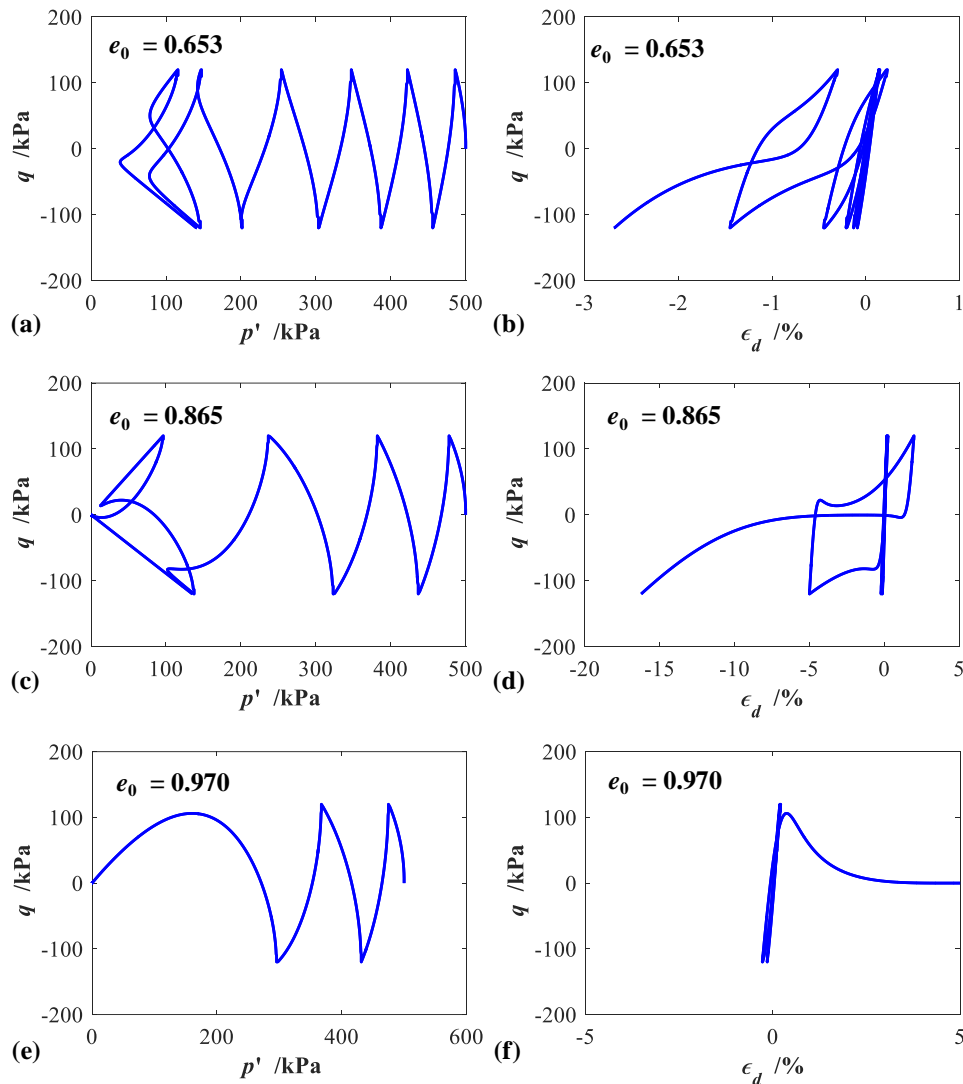 200
100
0
-100
-200
q /kPa
e0 = 0.653
0 100 200 300 400 500
(a)
p' /kPa
200
100
0
-100
-200
q /kPa
e0 = 0.653
-3 -2 -1 0 1
(b)
ϵd /%
200
100
0
-100
-200
q /kPa
e0 = 0.865
0 100 200 300 400 500
(c)
p' /kPa
200
100
0
-100
-200
q /kPa
e0 = 0.865
-20 -15 -10 -5 0 5
(d)
ϵd /%
200
100
0
-100
-200
q /kPa
e0 = 0.970
0 200 400 600
(e)
p' /kPa
200
100
0
-100
-200
q /kPa
e0 = 0.970
-5 0 5
(f)
ϵd /%